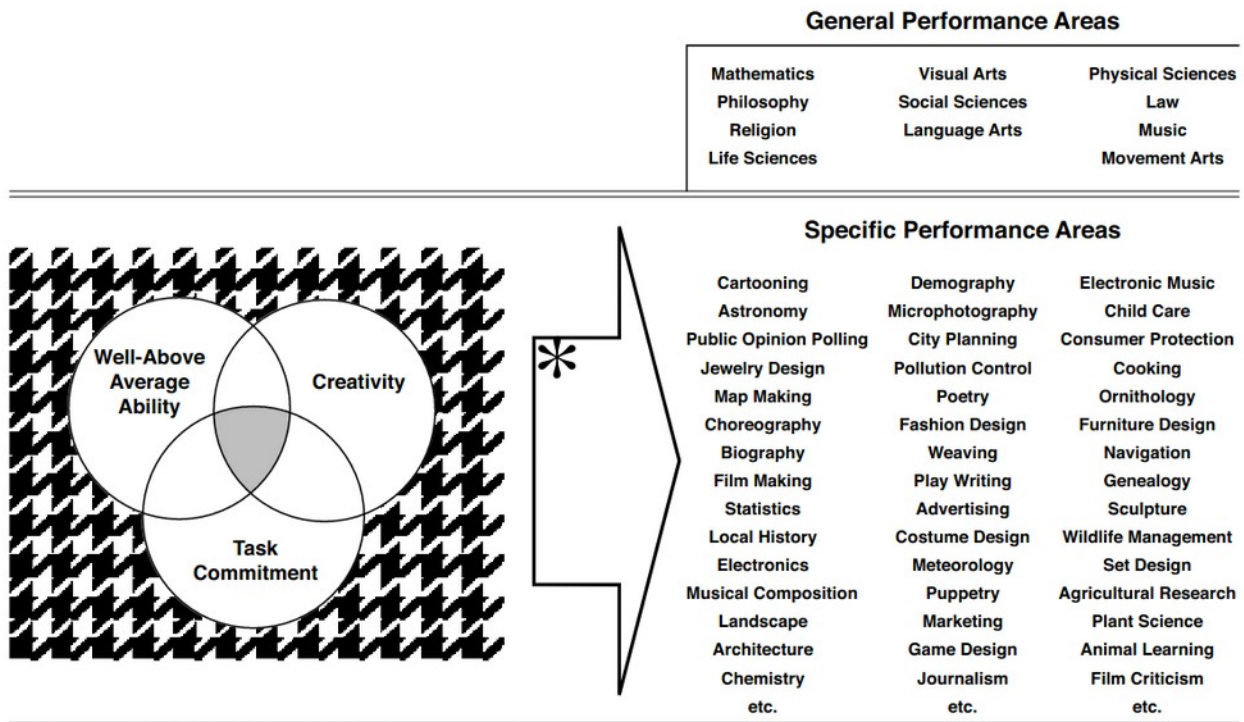 General Performance Areas
Mathematics Visual Arts Physical Sciences
Philosophy Social Sciences Law
Religion Language Arts Music
Life Sciences Movement Arts
Specific Performance Areas
Cartooning Demography Electronic Music
Astronomy Microphotography Child Care
Public Opinion Polling City Planning Consumer Protection
Jewelry Design Pollution Control Cooking
Map Making Poetry Ornithology
Choreography Fashion Design Furniture Design
Biography Weaving Navigation
Film Making Play Writing Genealogy
Statistics Advertising Sculpture
Local History Costume Design Wildlife Management
Electronics Meteorology Set Design
Musical Composition Puppetry Agricultural Research
Landscape Marketing Plant Science
Architecture Game Design Animal Learning
Chemistry Journalism Film Criticism
etc. etc. etc.
Well-Above
Average
Ability
Creativity
Task
Commitment
*